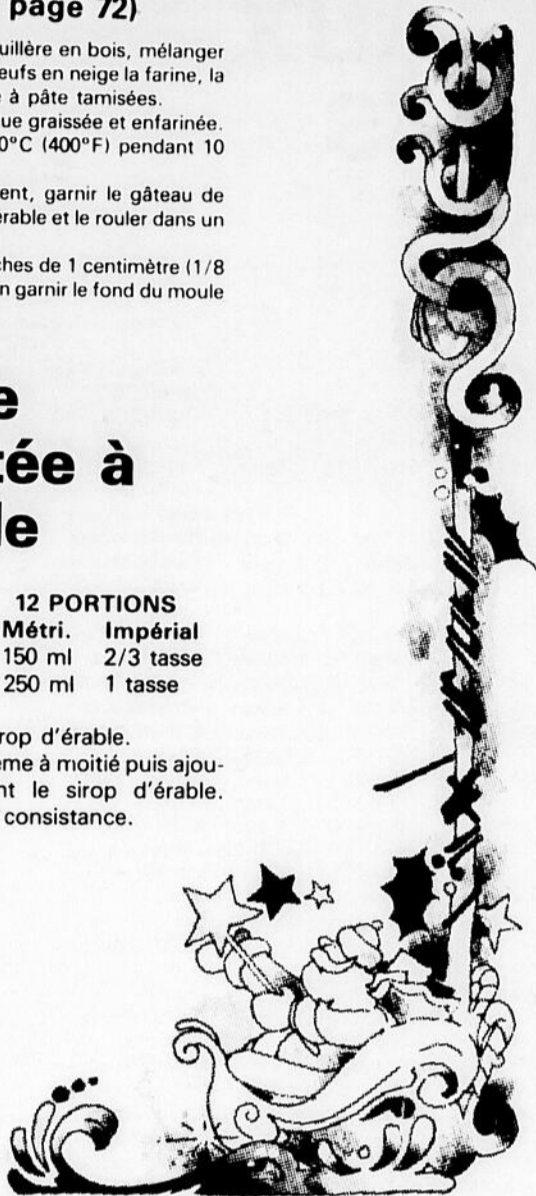 page 72)
uillère en bois, mélanger
eufs en neige la farine, la
à pâte tamisées.
ue graissée et enfarinée.
0°C (400°F) pendant 10
ent, garnir le gâteau de
érable et le rouler dans un
ches de 1 centimètre (1/8
n garnir le fond du moule
e
tée à
le
12 PORTIONS
Métri. Impérial
150 ml 2/3 tasse
250 ml 1 tasse
rop d'érable.
ème à moitié puis ajou-
nt le sirop d'érable.
consistance.